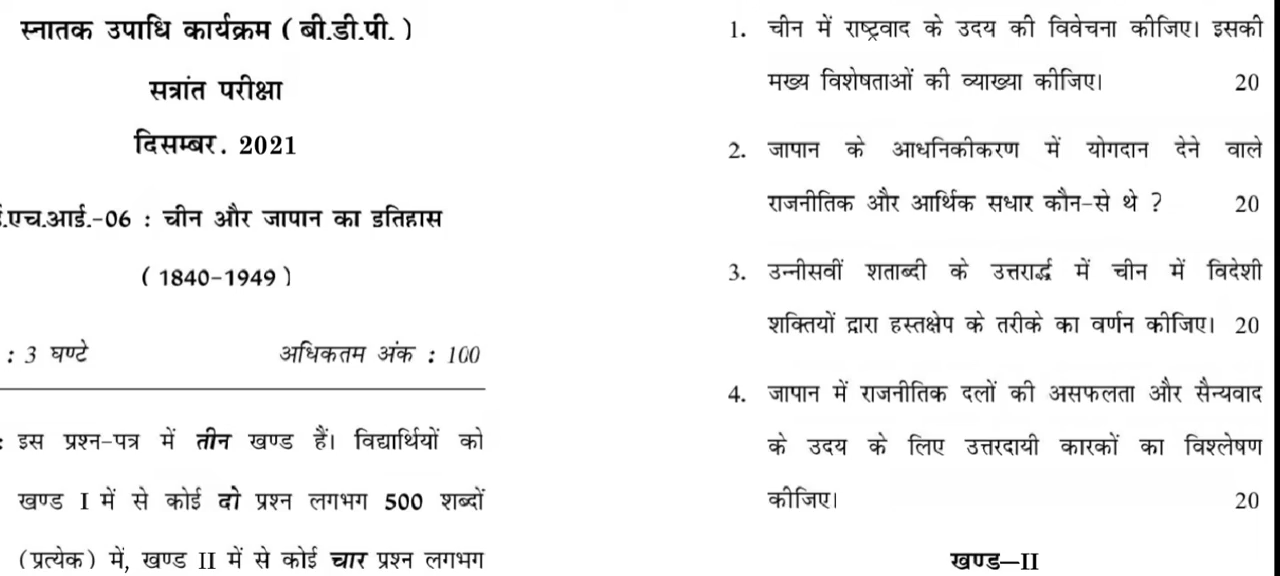 स्नातक उपाधि कार्यक्रम ( बी.डी.पी. )
सत्रांत परीक्षा
दिसम्बर. 2021
.एच.आई.-06 : चीन और जापान का इतिहास
( 1840-1949 )
: 3 घण्टे अधिकतम अंक : 100
: इस प्रश्न-पत्र में तीन खण्ड हैं। विद्यार्थियों को
खण्ड I में से कोई दो प्रश्न लगभग 500 शब्दों
(प्रत्येक) में, खण्ड II में से कोई चार प्रश्न लगभग
1. चीन में राष्ट्रवाद के उदय की विवेचना कीजिए। इसकी
मख्य विशेषताओं की व्याख्या कीजिए। 20
2. जापान के आधनिकीकरण में योगदान देने वाले
राजनीतिक और आर्थिक सधार कौन-से थे ? 20
3. उन्नीसवीं शताब्दी के उत्तरार्द्ध में चीन में विदेशी
शक्तियों द्वारा हस्तक्षेप के तरीके का वर्णन कीजिए। 20
4. जापान में राजनीतिक दलों की असफलता और सैन्यवाद
के उदय के लिए उत्तरदायी कारकों का विश्लेषण
कीजिए। 20
खण्ड—II